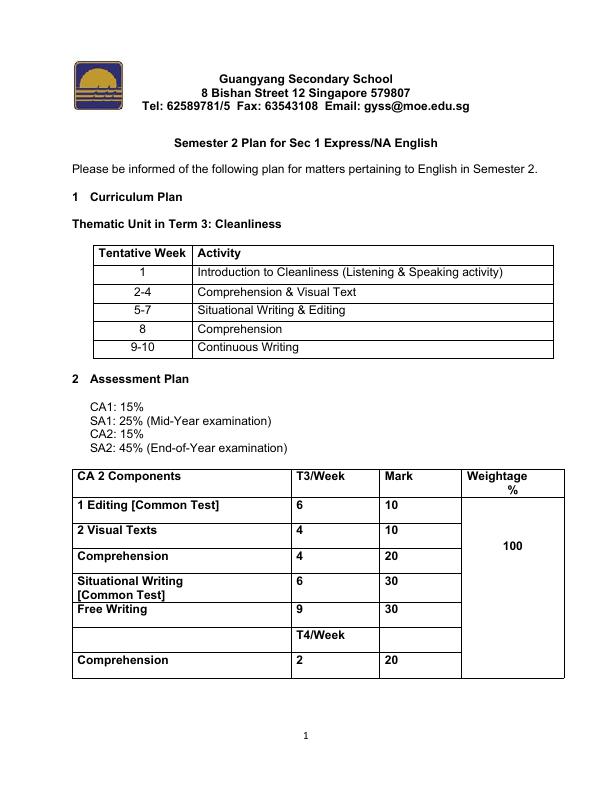 Guangyang Secondary School
8 Bishan Street 12 Singapore 579807
Tel: 62589781/5  Fax: 63543108  Email: gyss@moe.edu.sg
Semester 2 Plan for Sec 1 Express/NA English
Please be informed of the following plan for matters pertaining to English in Semester 2.
1   Curriculum Plan
Thematic Unit in Term 3: Cleanliness
Tentative Week   Activity
1   Introduction to Cleanliness (Listening & Speaking activity)
2-4   Comprehension & Visual Text
5-7   Situational Writing & Editing
8   Comprehension
9-10   Continuous Writing
2   Assessment Plan
CA1: 15%
SA1: 25% (Mid-Year examination)
CA2: 15%
SA2: 45% (End-of-Year examination)
CA 2 Components   T3/Week   Mark   Weightage
%
1 Editing [Common Test]   6   10
2 Visual Texts   4   10
100
Comprehension   4   20
Situational Writing   6   30
[Common Test]
Free Writing   9   30
T4/Week
Comprehension   2   20
1